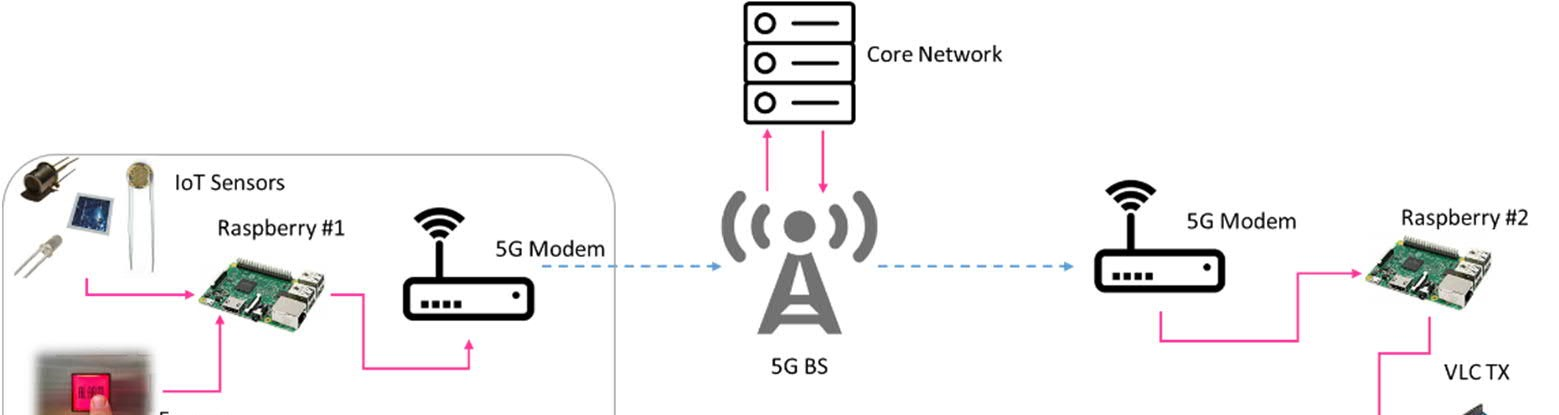 Core Network
IoT Sensors
Raspberry #1
5G Modem
5G BS
5G Modem
Raspberry #2
VLC TX